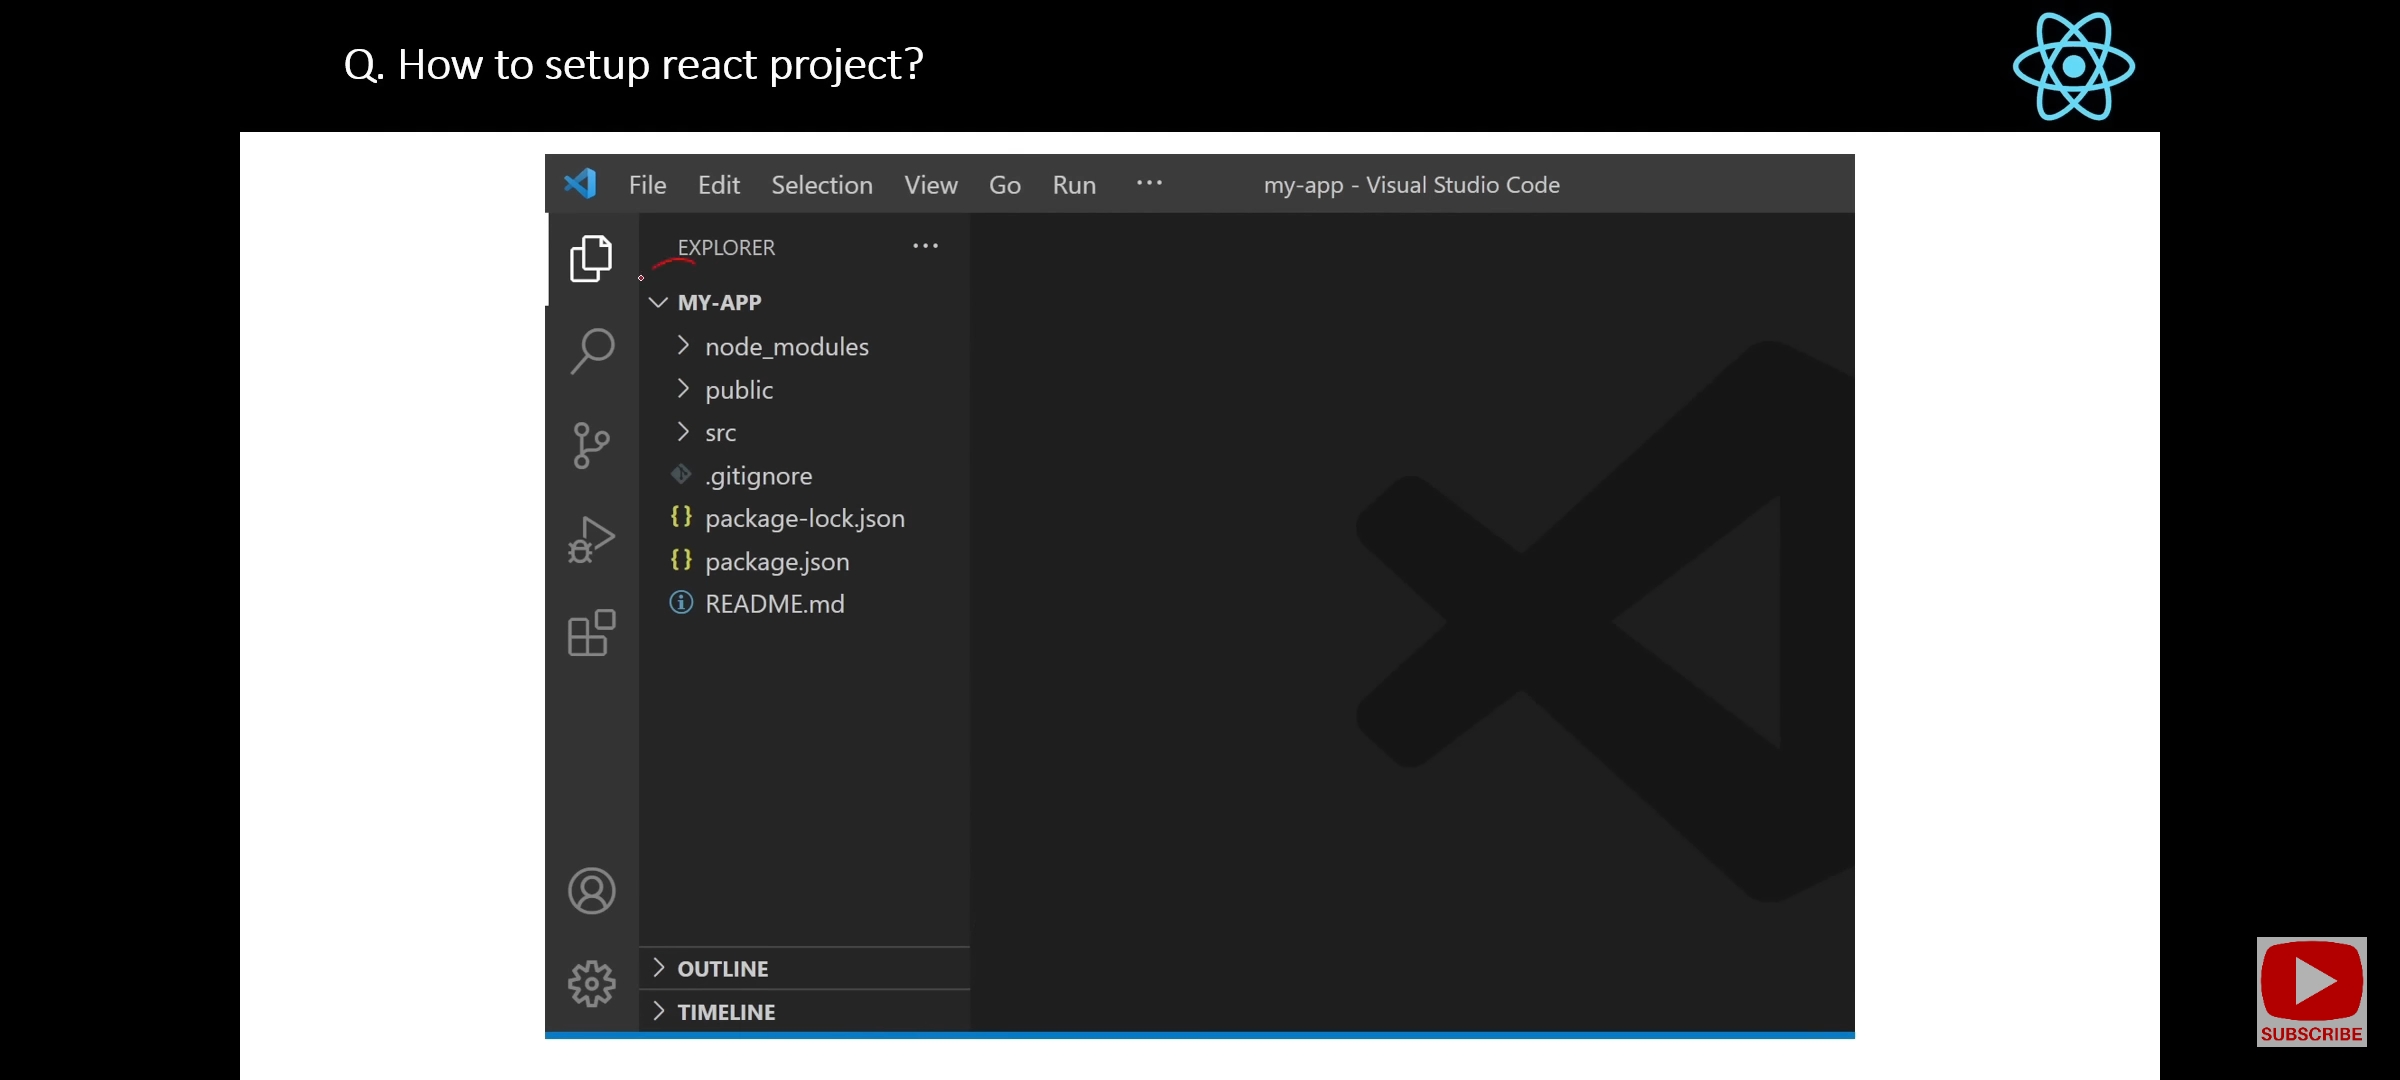 Q. How to setup react project?
File Edit Selection View Go Run ··· my-app - Visual Studio Code
EXPLORER ···
MY-APP
node_modules
public
src
.gitignore
{} package-lock.json
{} package.json
README.md
OUTLINE
TIMELINE
SUBSCRIBE